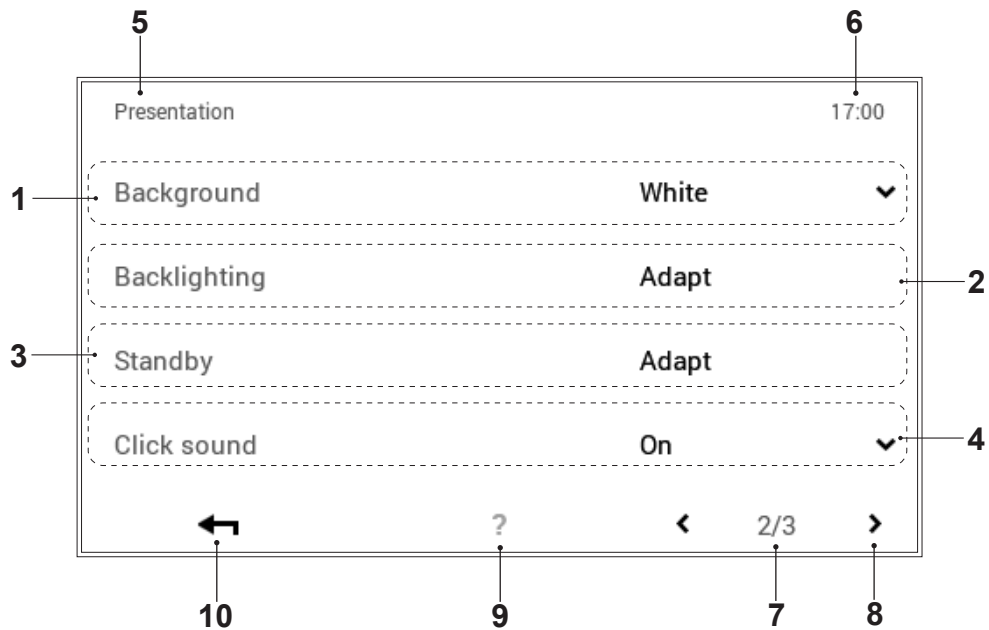 5 6
Presentation 17:00
1 Background White
Backlighting Adapt 2
3 Standby Adapt
Click sound On 4
? 2/3
10 9 7 8